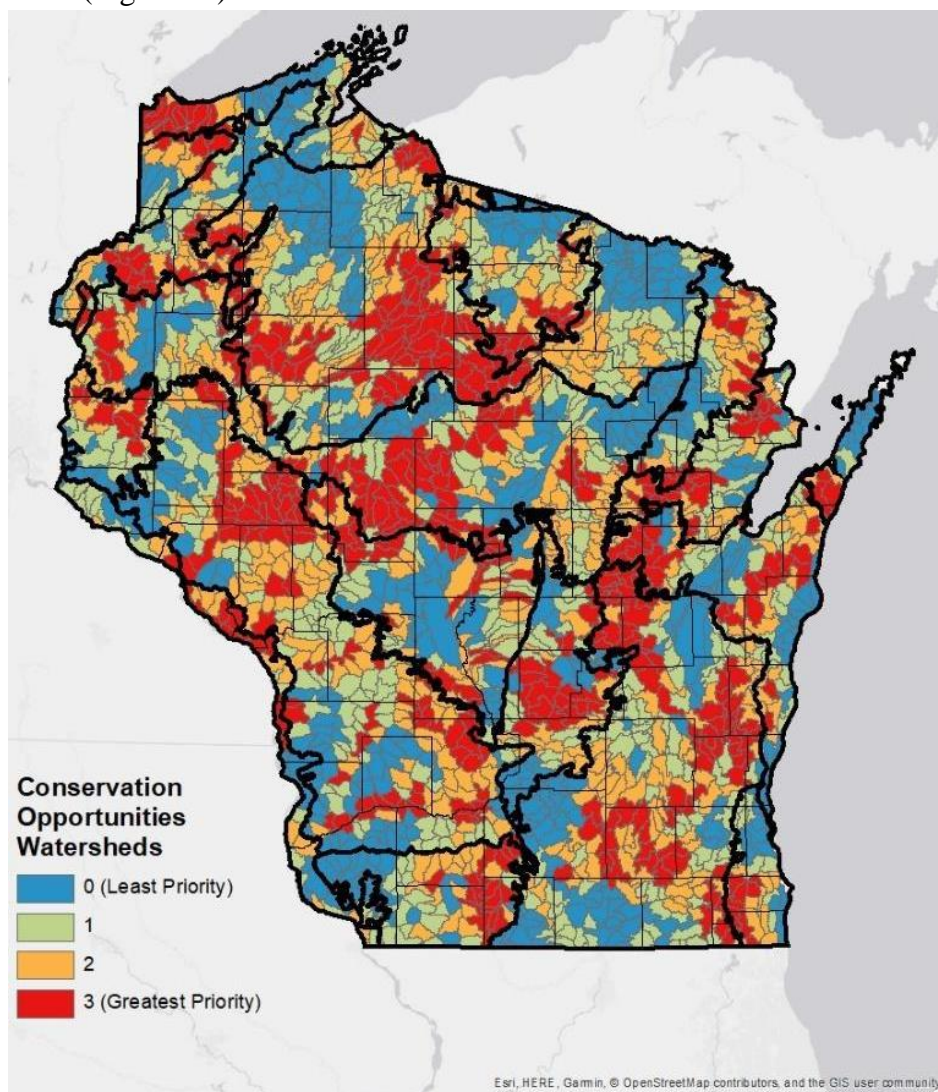 Conservation
Opportunities
Watersheds
0 (Least Priority)
1
2
3 (Greatest Priority)
Esri, HERE, Garmin, © OpenStreetMap contributors, and the GIS user communit